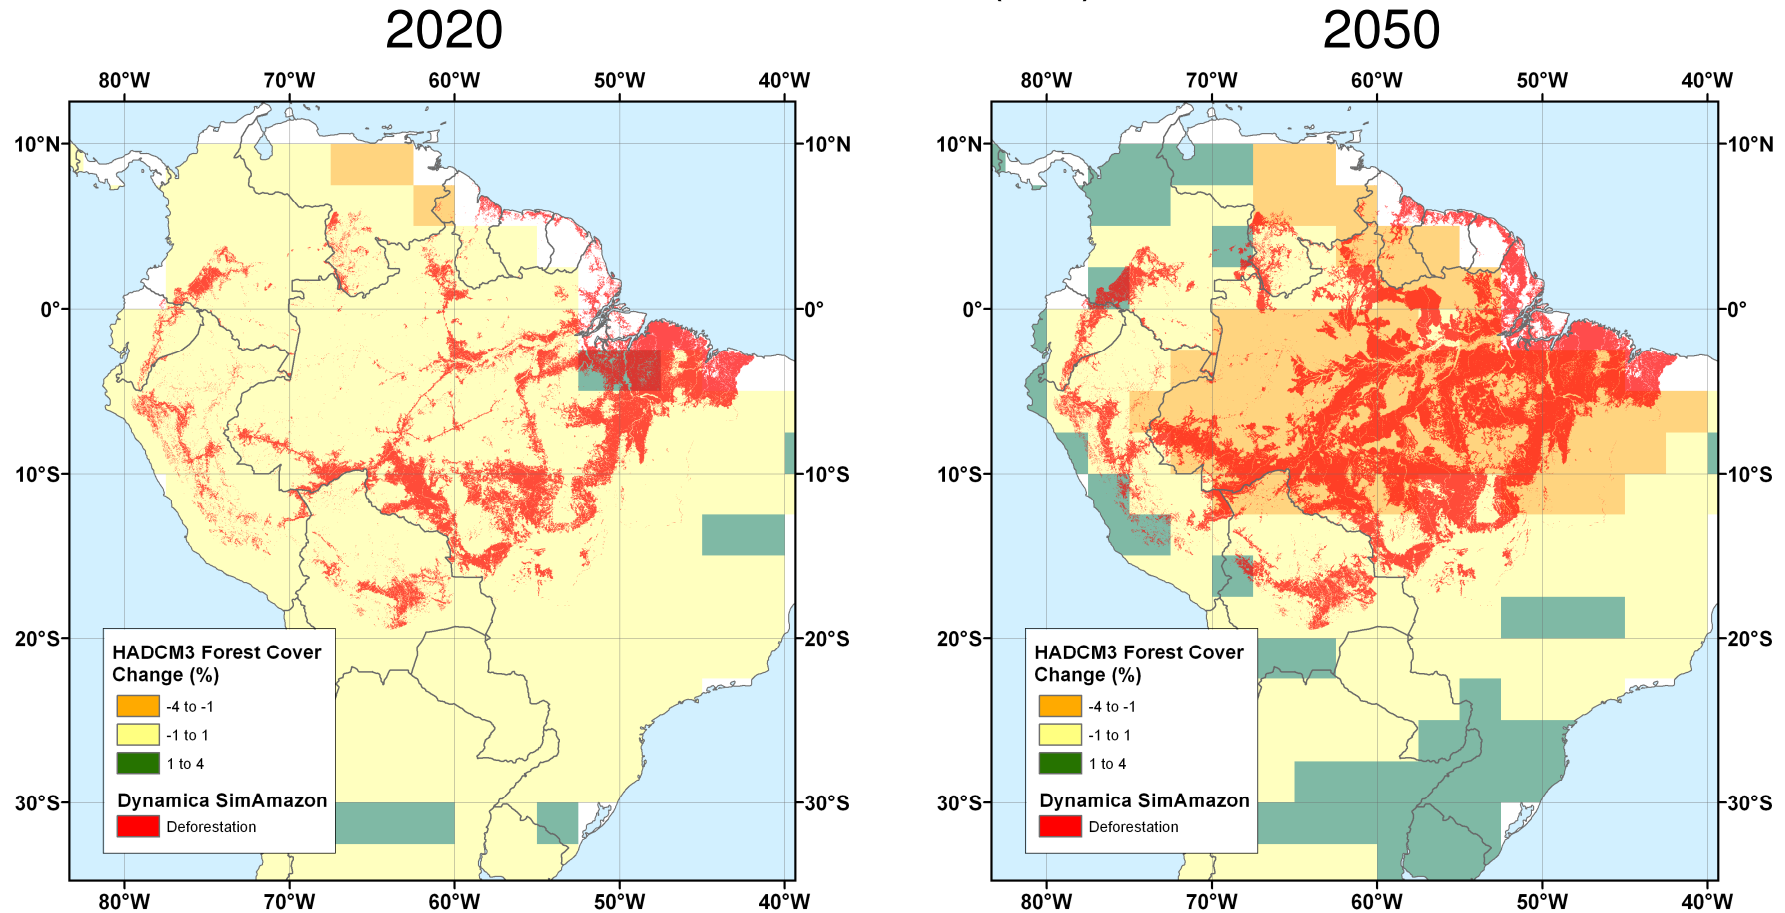 2020
2050
80°W 70°W 60°W 50°W 40°W
80°W 70°W 60°W 50°W 40°W
10°N 10°N
10°N 10°N
0° 0°
0° 0°
10°S 10°S
10°S 10°S
20°S 20°S
20°S 20°S
30°S 30°S
30°S 30°S
HADCM3 Forest Cover
Change (%)
-4 to -1
-1 to 1
1 to 4
Dynamica SimAmazon
Deforestation
HADCM3 Forest Cover
Change (%)
-4 to -1
-1 to 1
1 to 4
Dynamica SimAmazon
Deforestation
80°W 70°W 60°W 50°W 40°W
80°W 70°W 60°W 50°W 40°W